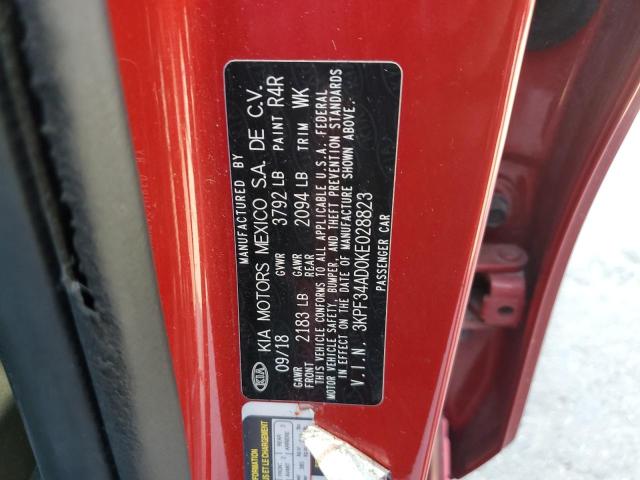 MANUFACTURED BY
KIA KIA MOTORS MEXICO S.A. DE C.V.
09/18 GVWR 3792 LB PAINT R4R
GAWR FRONT 2183 LB GAWR REAR 2094 LB TRIM WK
THIS VEHICLE CONFORMS TO ALL APPLICABLE U.S.A. FEDERAL
MOTOR VEHICLE SAFETY, BUMPER, AND THEFT PREVENTION STANDARDS
IN EFFECT ON THE DATE OF MANUFACTURE SHOWN ABOVE.
V.I.N. 3KPF34AD0KE028823
PASSENGER CAR